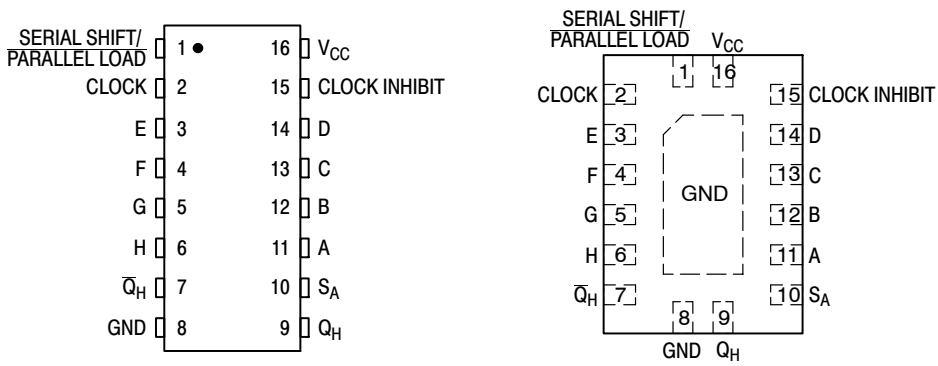 SERIAL SHIFT/
PARALLEL LOAD 1 16 VCC
CLOCK 2 15 CLOCK INHIBIT
E 3 14 D
F 4 13 C
G 5 12 B
H 6 11 A
Q̅H 7 10 SA
GND 8 9 QH
SERIAL SHIFT/
PARALLEL LOAD VCC
1 16
CLOCK 2 15 CLOCK INHIBIT
E 3 14 D
F 4 13 C
GND
G 5 12 B
H 6 11 A
Q̅H 7 10 SA
8 9
GND QH